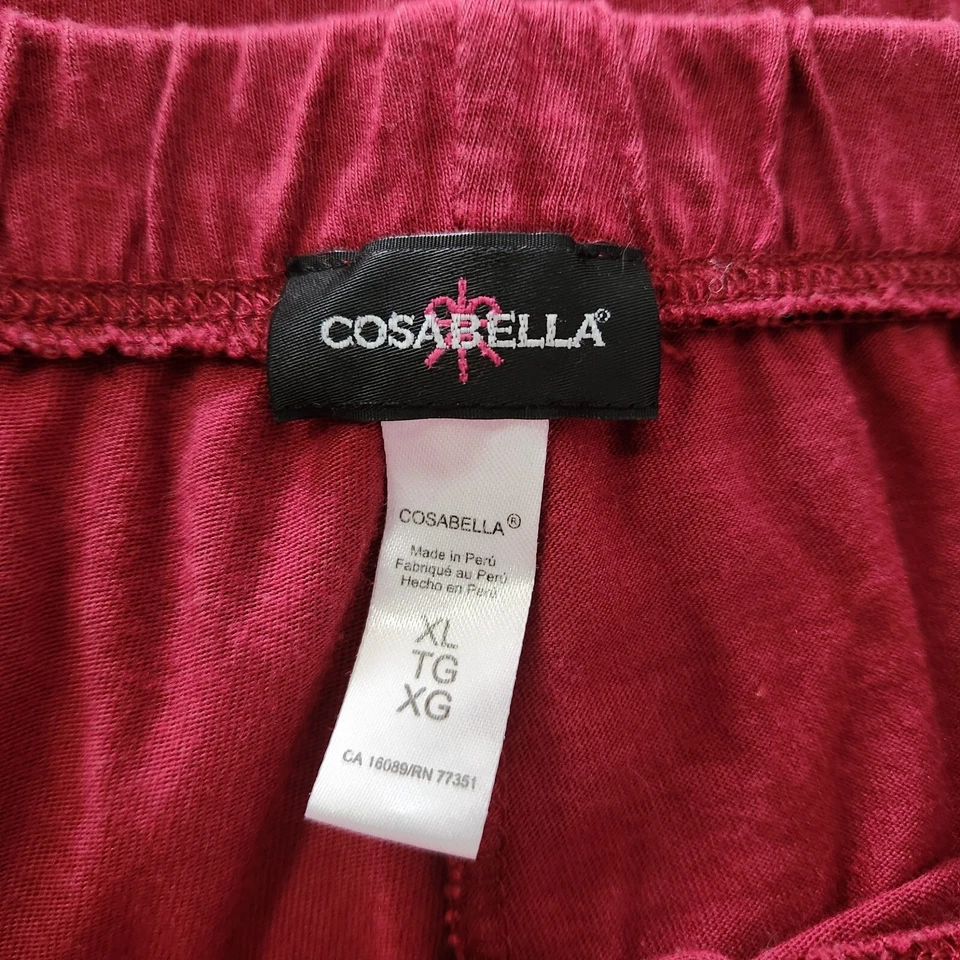 COSABELLA®
COSABELLA®
Made in Perú
Fabriqué au Perú
Hecho en Perú
XL
TG
XG
CA 16089/RN 77351